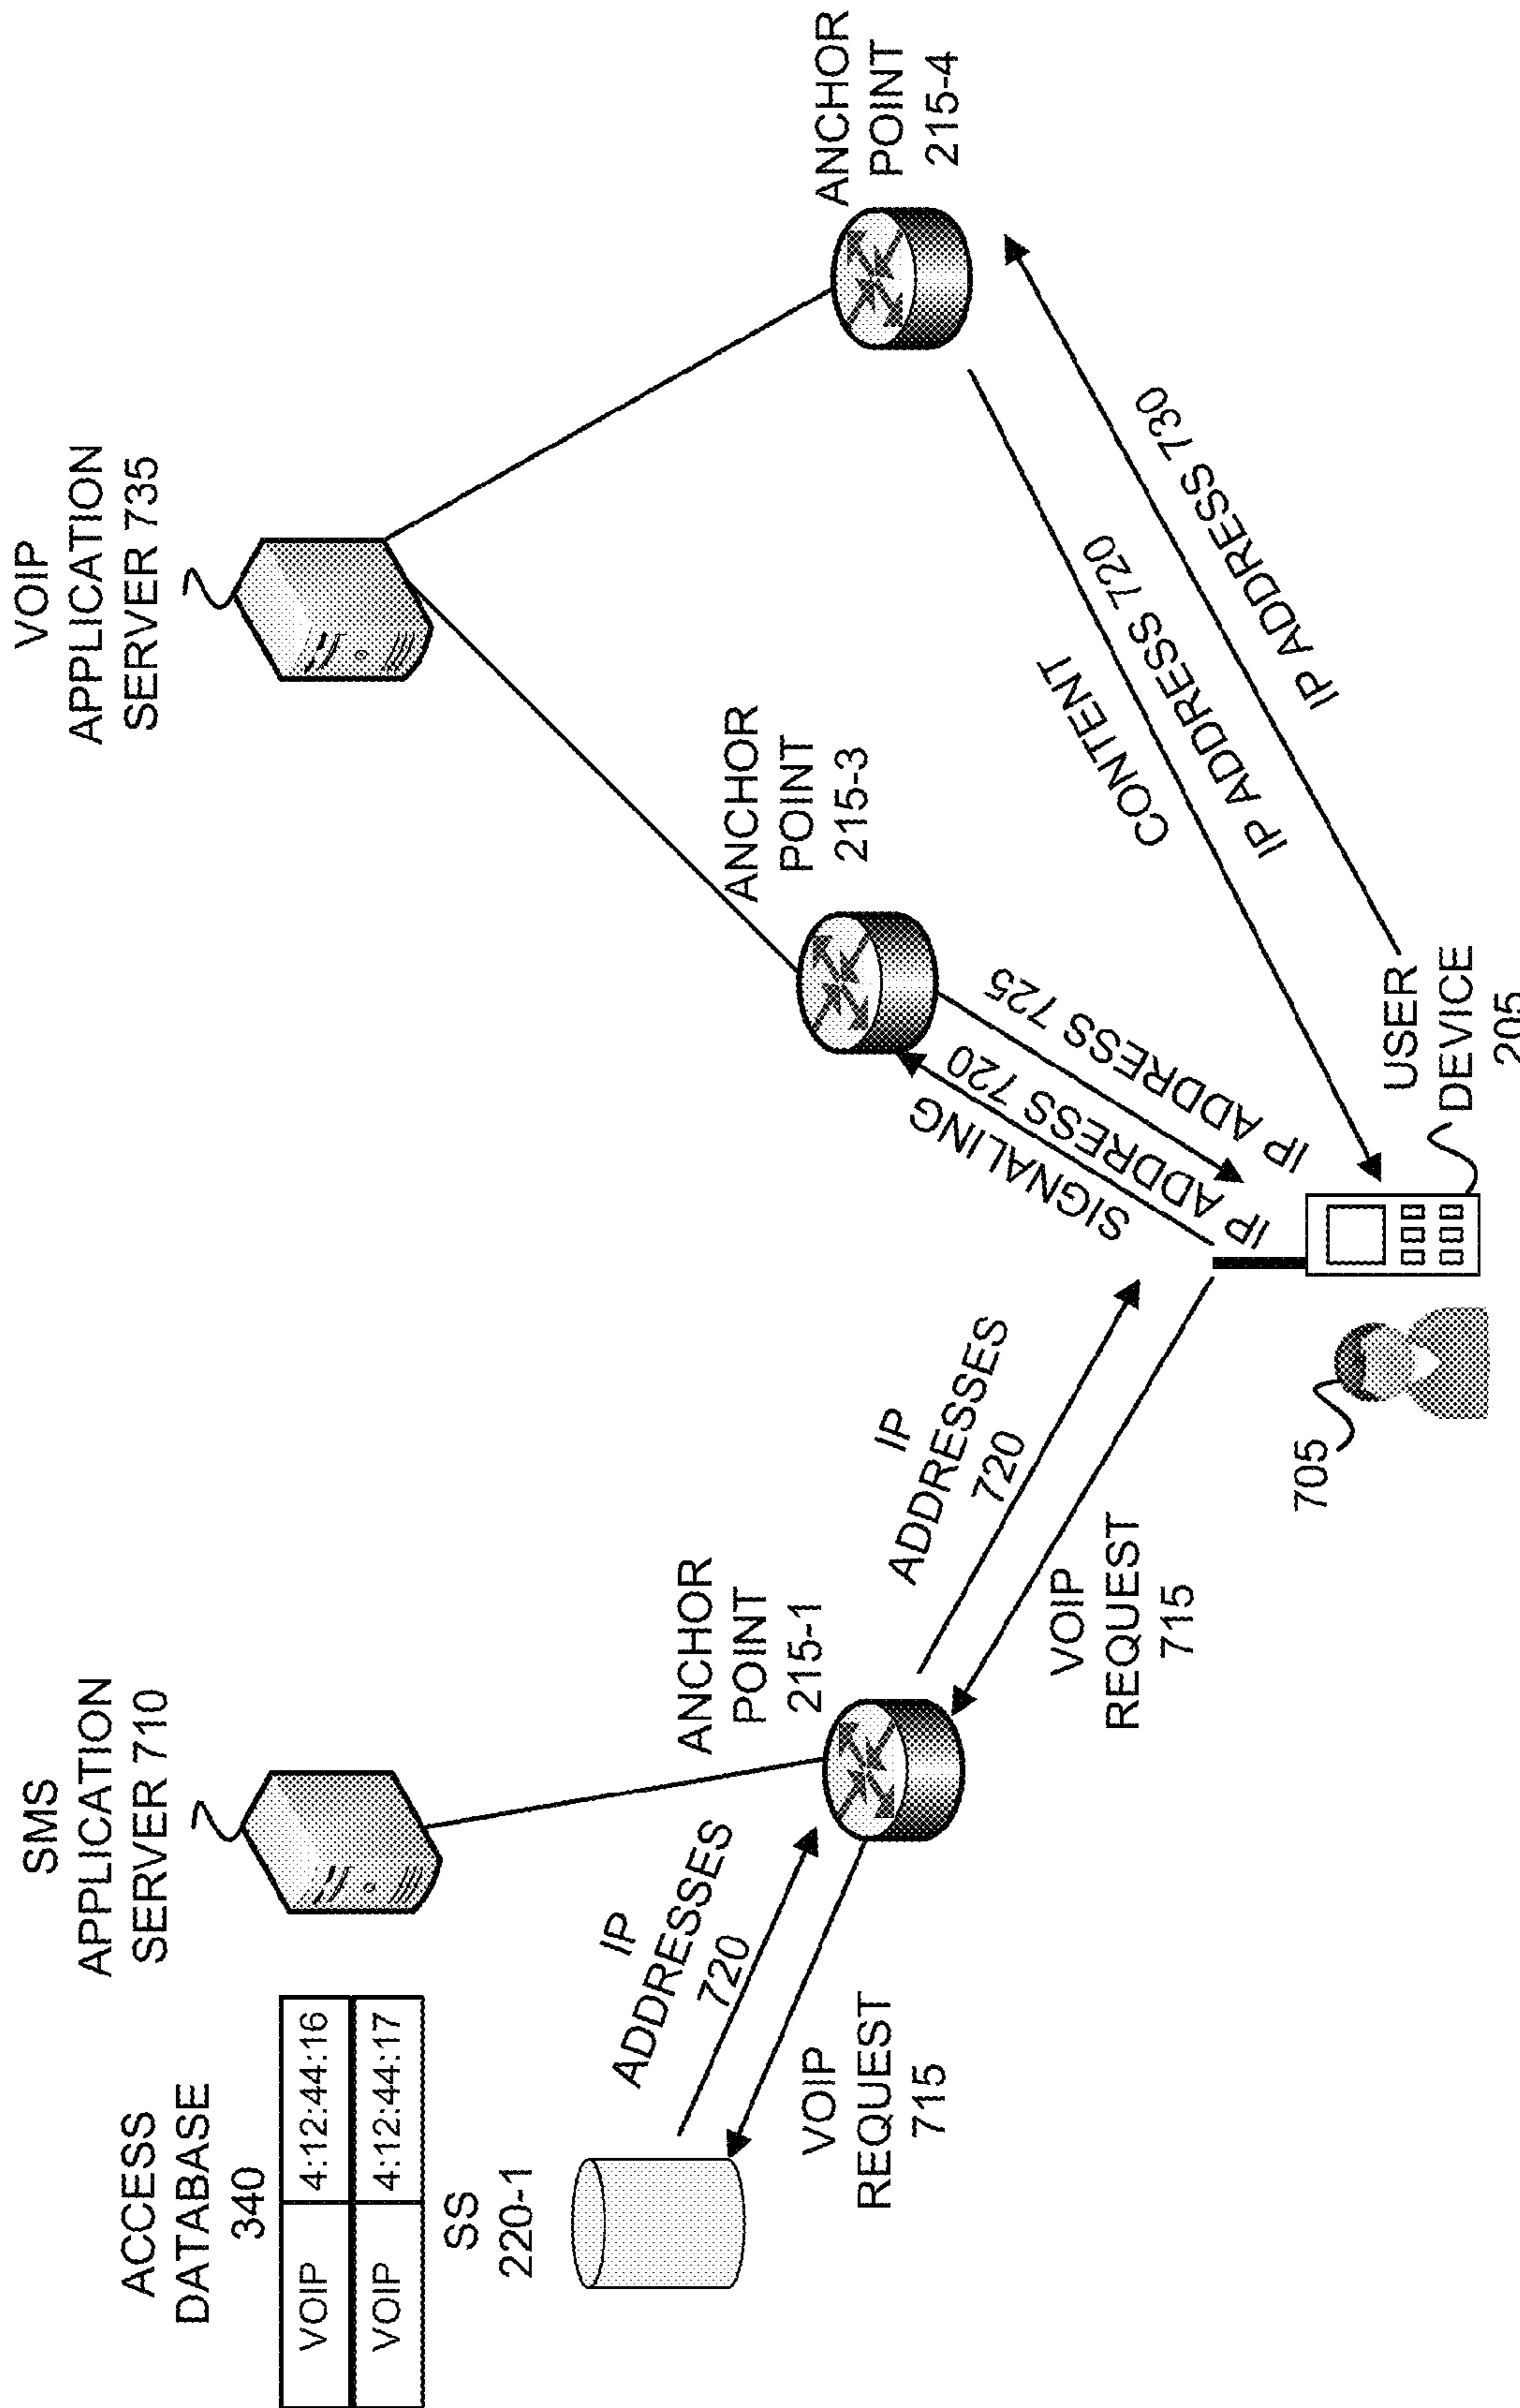 ACCESS
DATABASE
340
VOIP 4:12:44:16
VOIP 4:12:44:17
SS
220-1
SMS
APPLICATION
SERVER 710
VOIP
APPLICATION
SERVER 735
IP
ADDRESSES
720
VOIP
REQUEST
715
ANCHOR
POINT
215-1
IP
ADDRESSES
720
VOIP
REQUEST
715
ANCHOR
POINT
215-3
SIGNALING
IP ADDRESS 720
IP ADDRESS 725
ANCHOR
POINT
215-4
CONTENT
IP ADDRESS 720
IP ADDRESS 730
705
USER
DEVICE
205